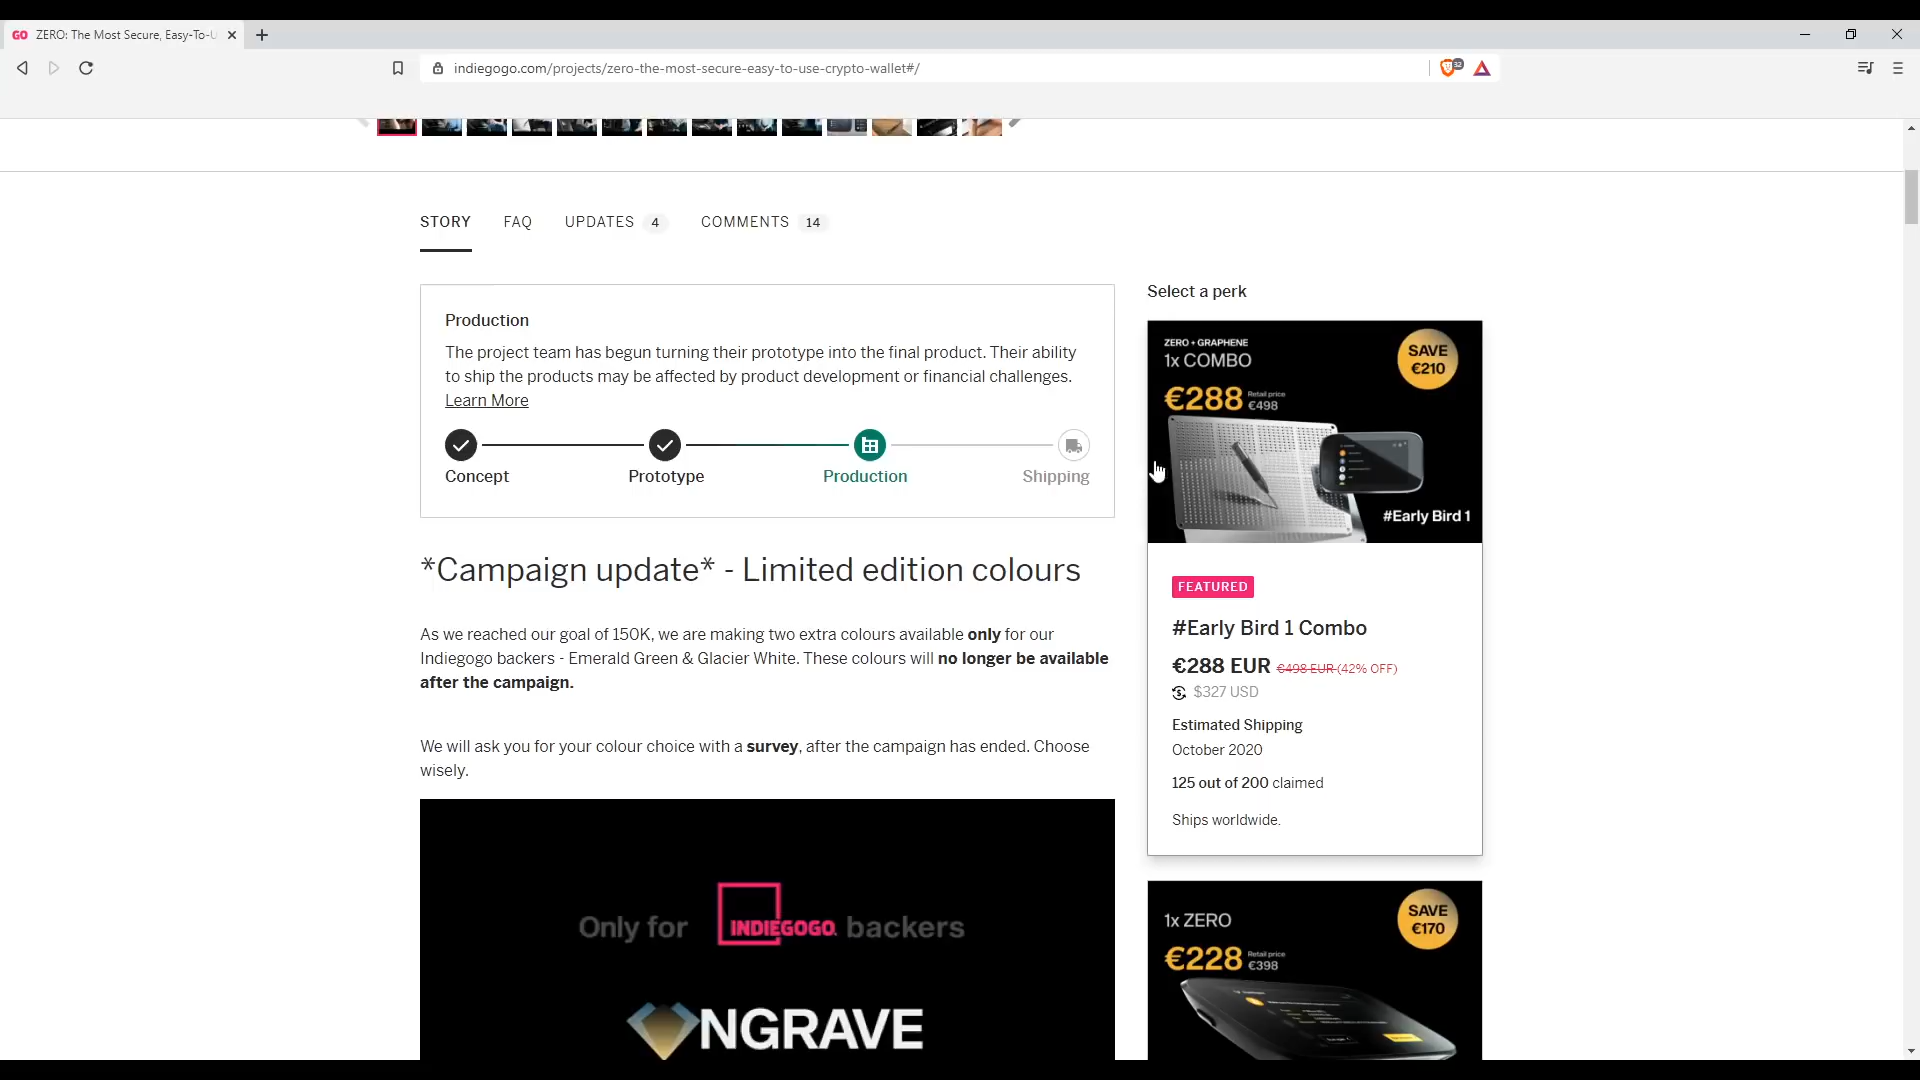 GO ZERO: The Most Secure, Easy-To-U
indiegogo.com/projects/zero-the-most-secure-easy-to-use-crypto-wallet#/
32
STORY FAQ UPDATES 4 COMMENTS 14
Production
The project team has begun turning their prototype into the final product. Their ability
to ship the products may be affected by product development or financial challenges.
Learn More
Concept Prototype Production Shipping
*Campaign update* - Limited edition colours
As we reached our goal of 150K, we are making two extra colours available only for our
Indiegogo backers - Emerald Green & Glacier White. These colours will no longer be available
after the campaign.
We will ask you for your colour choice with a survey, after the campaign has ended. Choose
wisely.
Only for INDIEGOGO. backers
NGRAVE
Select a perk
ZERO + GRAPHENE
1x COMBO
SAVE
€210
€288 Retail price
€498
#Early Bird 1
FEATURED
#Early Bird 1 Combo
€288 EUR €498 EUR (42% OFF)
$327 USD
Estimated Shipping
October 2020
125 out of 200 claimed
Ships worldwide.
1x ZERO
SAVE
€170
€228 Retail price
€398